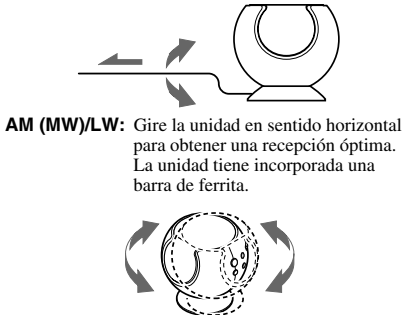 AM (MW)/LW: Gire la unidad en sentido horizontal
para obtener una recepción óptima.
La unidad tiene incorporada una
barra de ferrita.